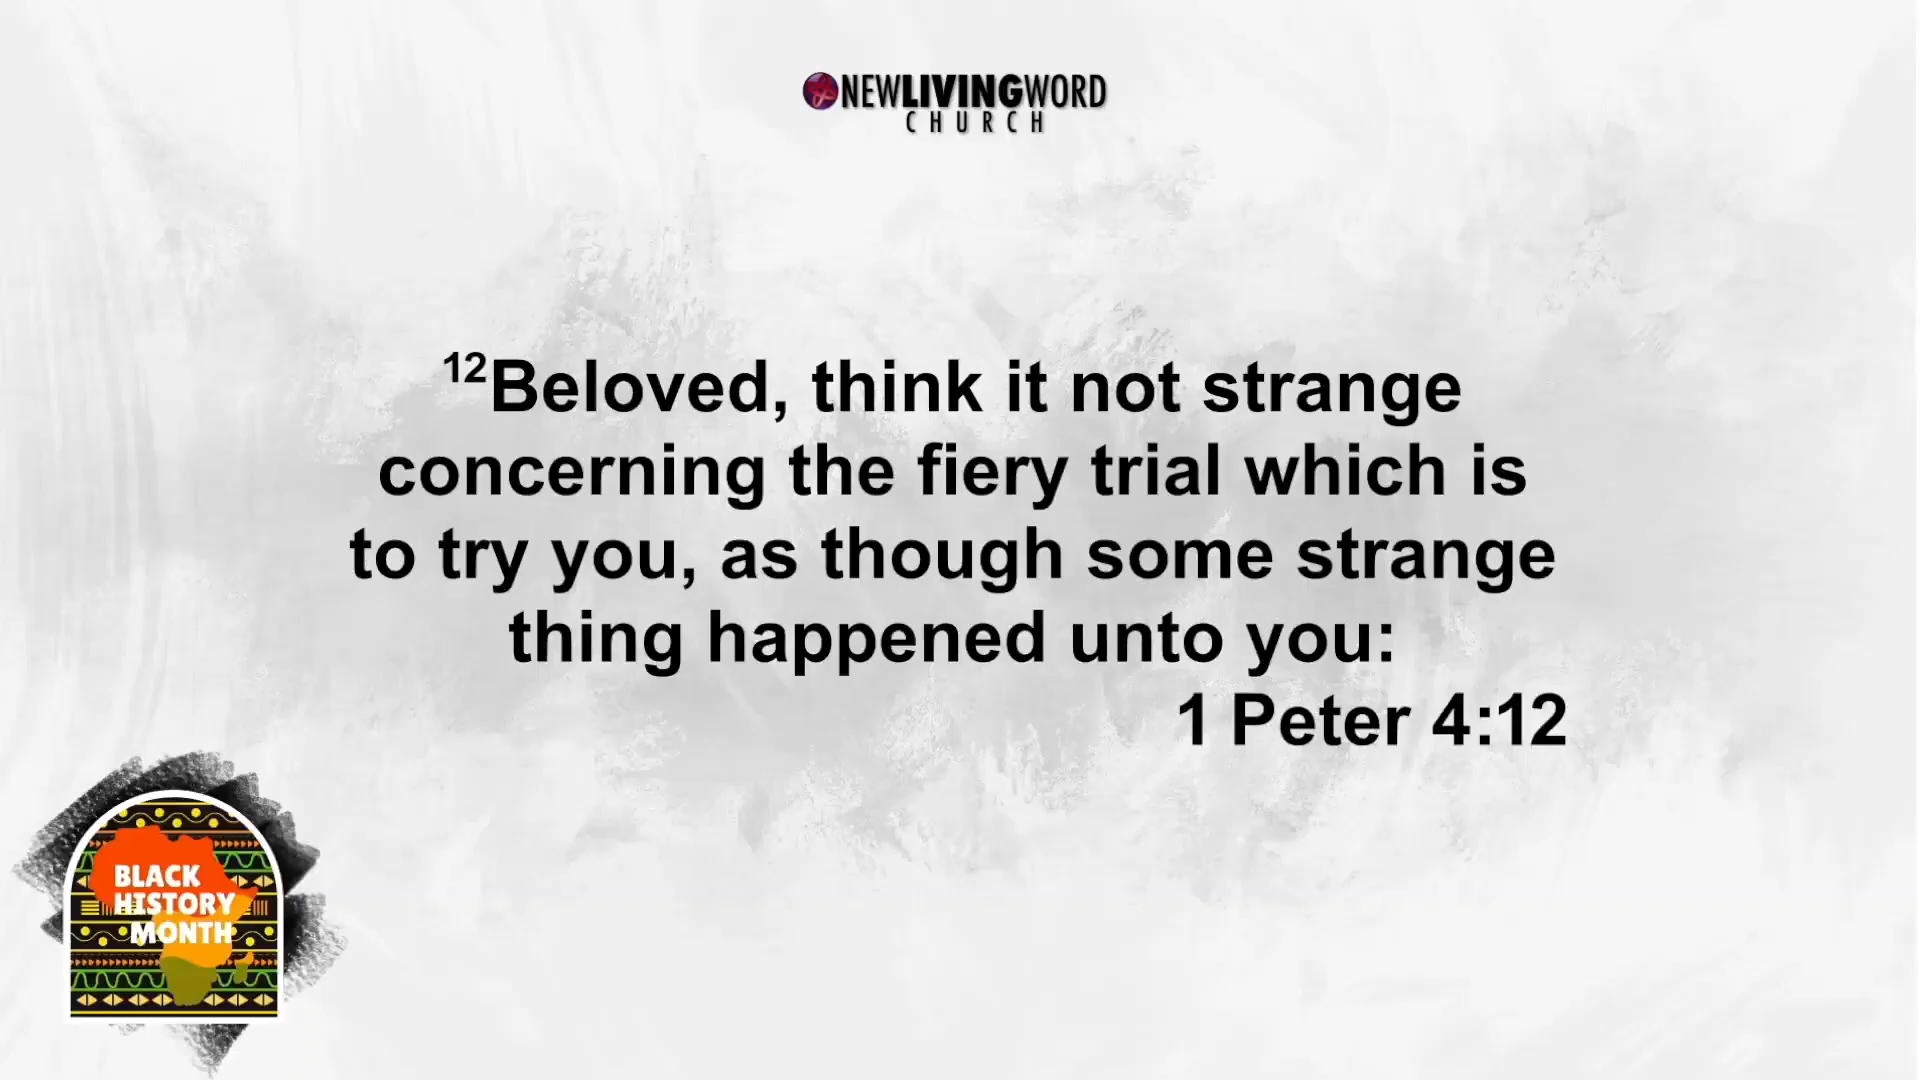 NEWLIVINGWORD
CHURCH
12Beloved, think it not strange
concerning the fiery trial which is
to try you, as though some strange
thing happened unto you:
1 Peter 4:12
BLACK
HISTORY
MONTH